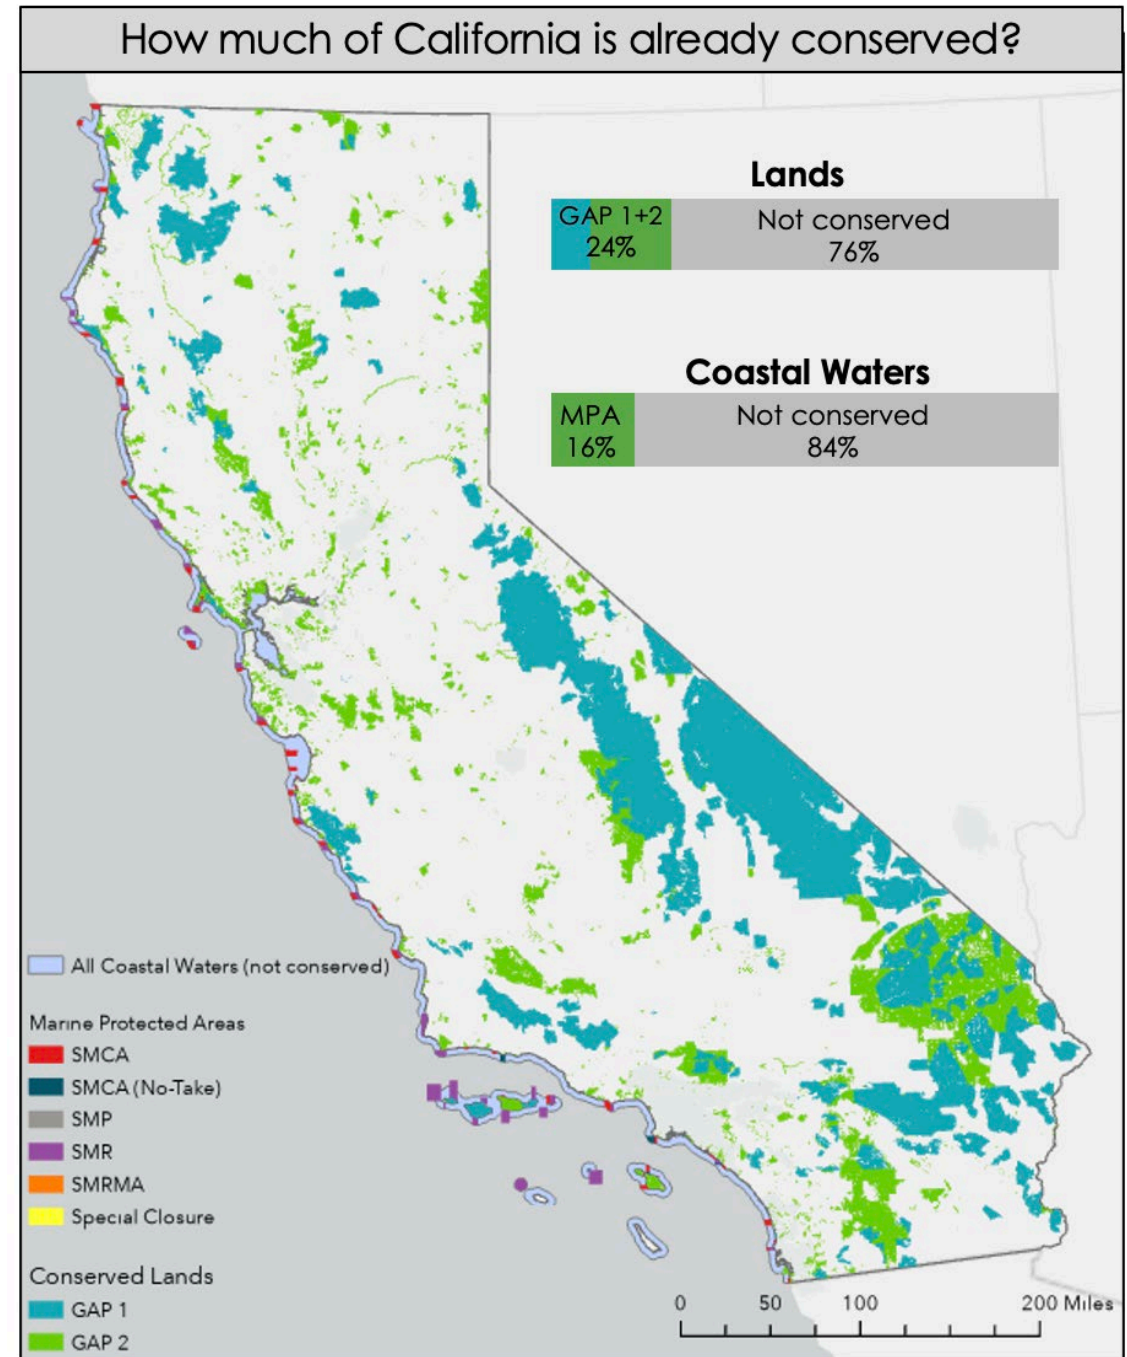 How much of California is already conserved?
Lands
GAP 1+2
24%
Not conserved
76%
Coastal Waters
MPA
16%
Not conserved
84%
All Coastal Waters (not conserved)
Marine Protected Areas
SMCA
SMCA (No-Take)
SMP
SMR
SMRMA
Special Closure
Conserved Lands
GAP 1
GAP 2
0 50 100 200 Miles